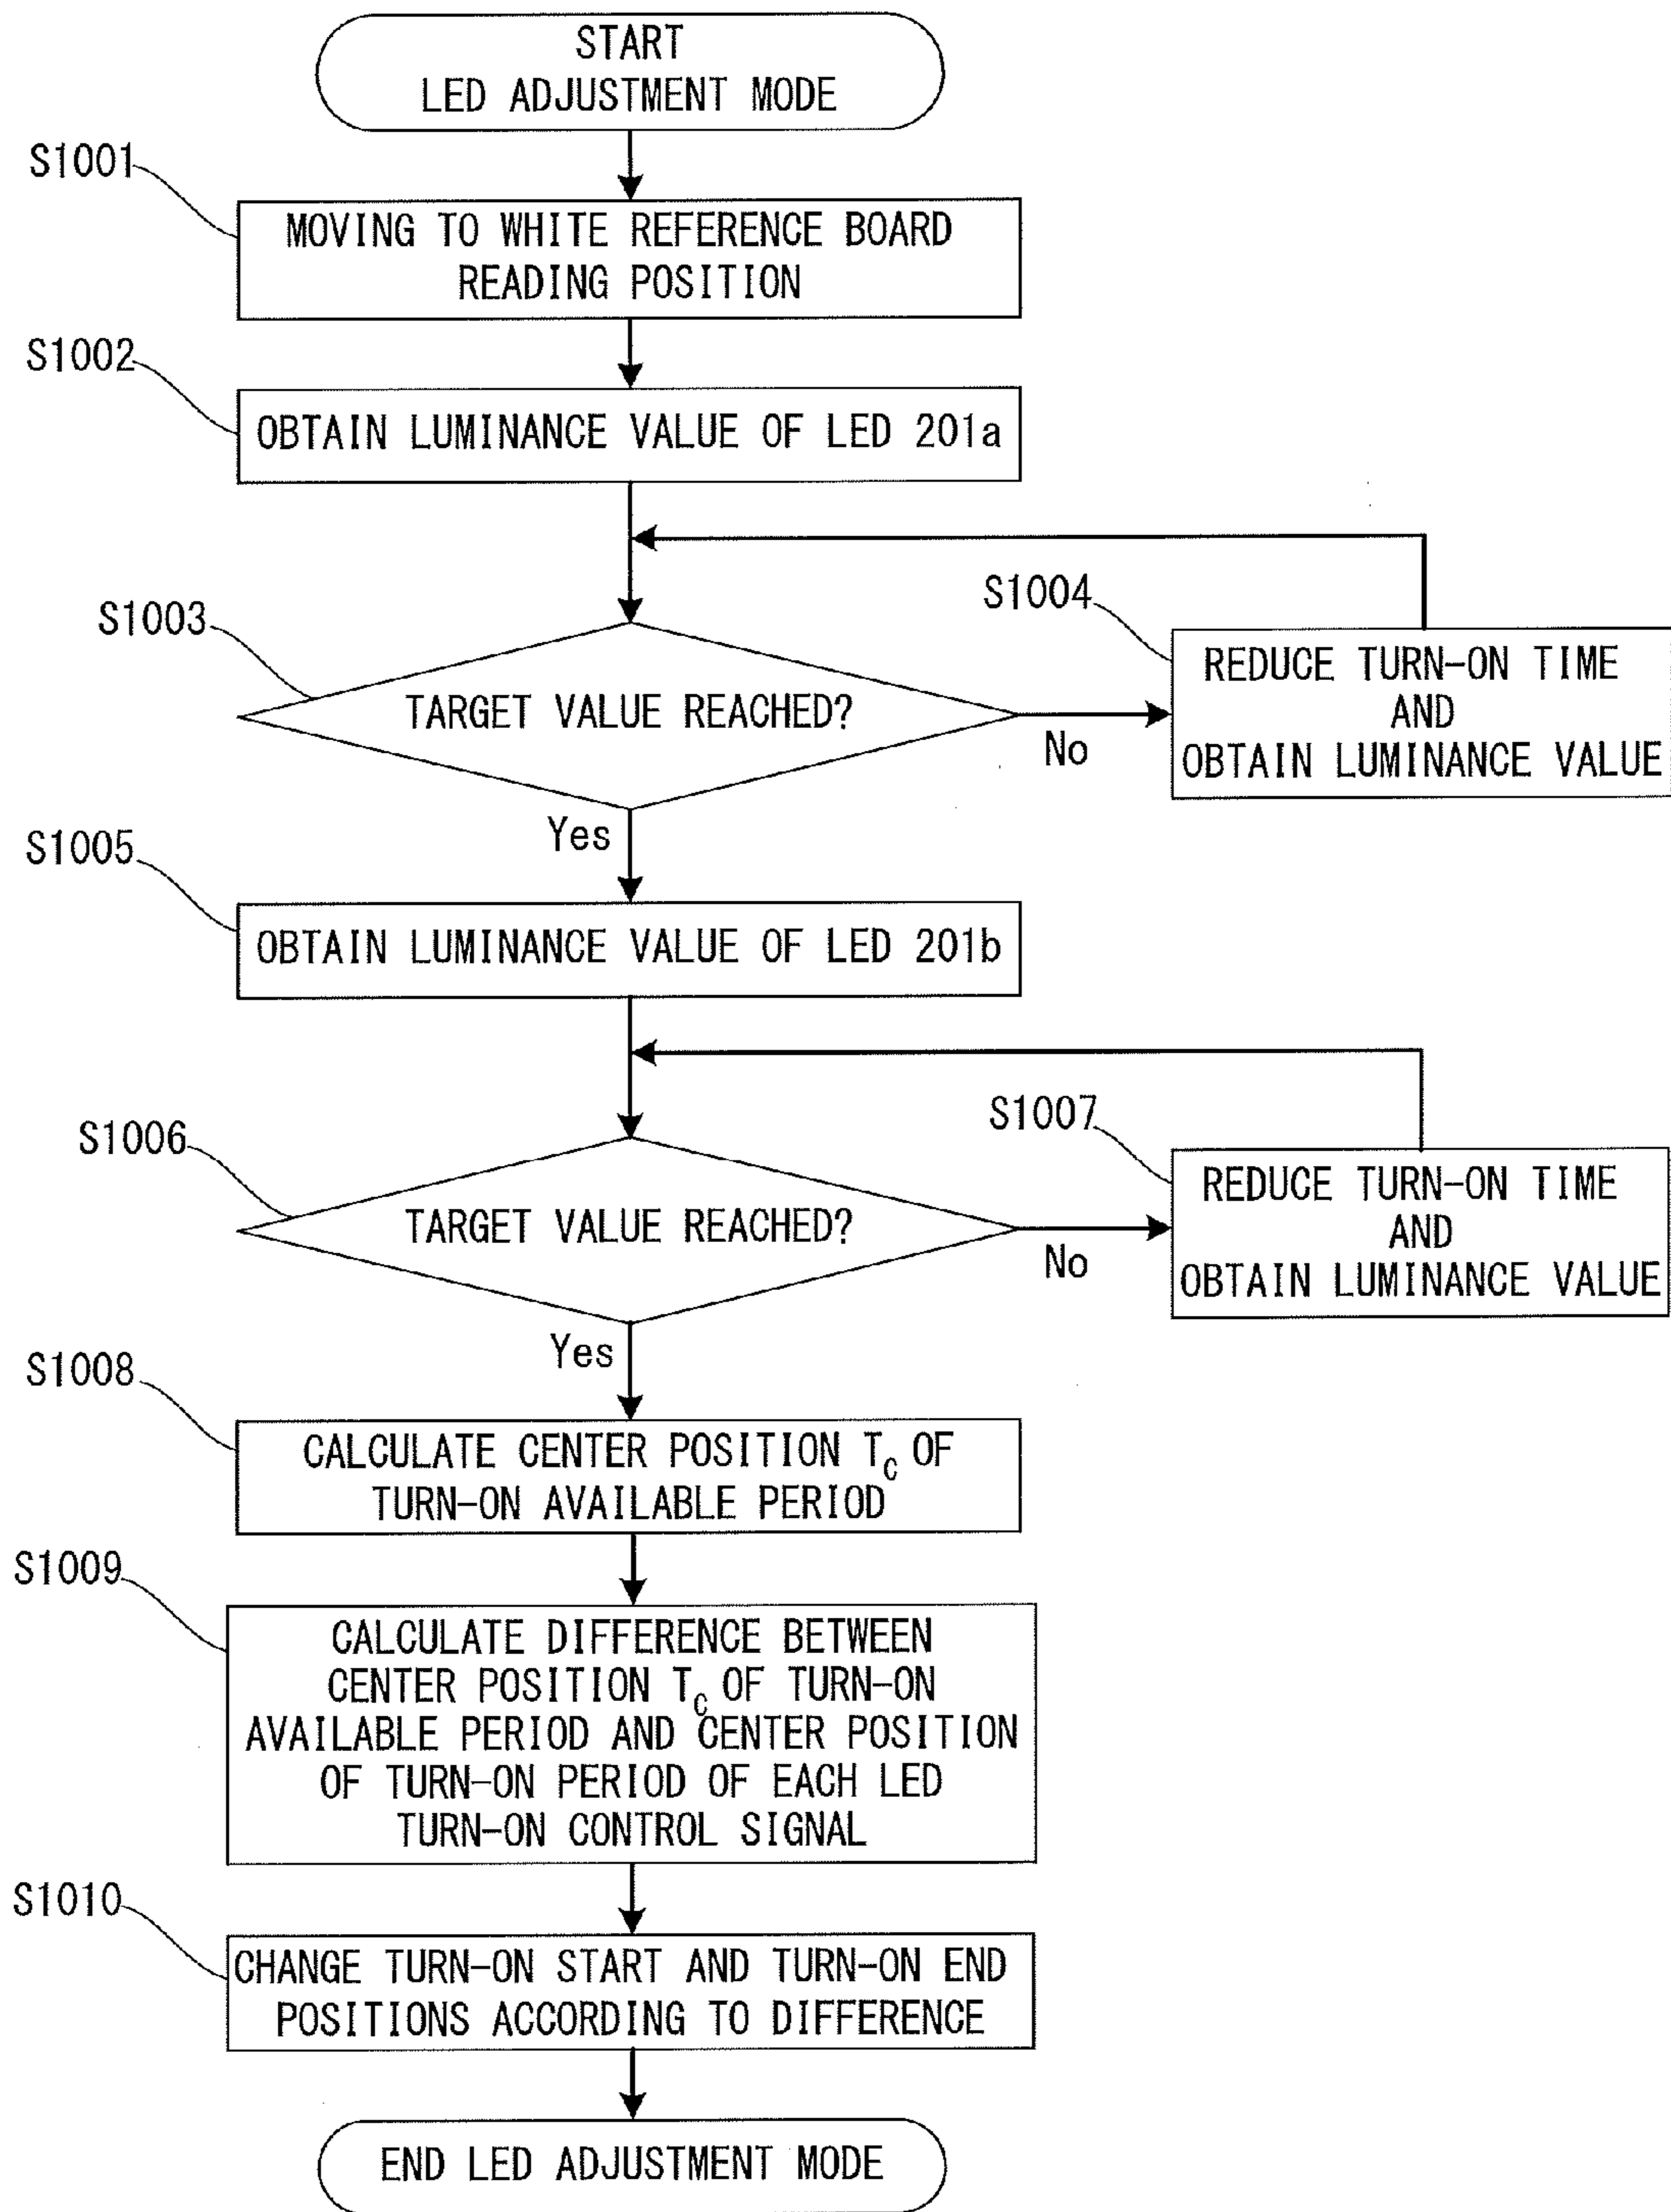 START
LED ADJUSTMENT MODE
S1001
MOVING TO WHITE REFERENCE BOARD
READING POSITION
S1002
OBTAIN LUMINANCE VALUE OF LED 201a
S1003
TARGET VALUE REACHED?
No
S1004
REDUCE TURN-ON TIME
AND
OBTAIN LUMINANCE VALUE
Yes
S1005
OBTAIN LUMINANCE VALUE OF LED 201b
S1006
TARGET VALUE REACHED?
No
S1007
REDUCE TURN-ON TIME
AND
OBTAIN LUMINANCE VALUE
Yes
S1008
CALCULATE CENTER POSITION TC OF
TURN-ON AVAILABLE PERIOD
S1009
CALCULATE DIFFERENCE BETWEEN
CENTER POSITION TC OF TURN-ON
AVAILABLE PERIOD AND CENTER POSITION
OF TURN-ON PERIOD OF EACH LED
TURN-ON CONTROL SIGNAL
S1010
CHANGE TURN-ON START AND TURN-ON END
POSITIONS ACCORDING TO DIFFERENCE
END LED ADJUSTMENT MODE